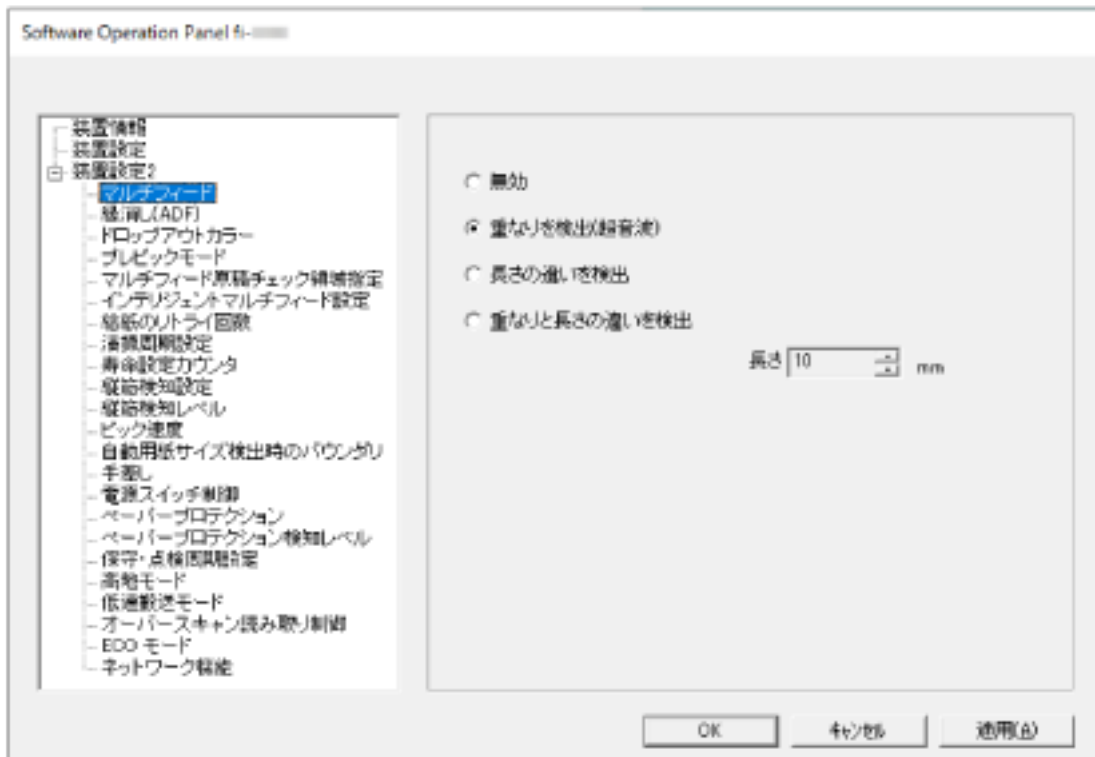 Software Operation Panel fi-
装置情報
装置設定
装置設定2
マルチフィード
縁消し(ADF)
ドロップアウトカラー
プレピックモード
マルチフィード原稿チェック領域指定
インテリジェントマルチフィード設定
給紙のリトライ回数
清掃周期設定
寿命設定カウンタ
縦筋検知設定
縦筋検知レベル
ピック速度
自動用紙サイズ検出時のバウンダリ
手差し
電源スイッチ制御
ペーパープロテクション
ペーパープロテクション検知レベル
保守・点検周期設定
高地モード
低速搬送モード
オーバースキャン読み取り制御
ECO モード
ネットワーク機能
無効
重なりを検出(超音波)
長さの違いを検出
重なりと長さの違いを検出
長さ 10 mm
OK キャンセル 適用(A)